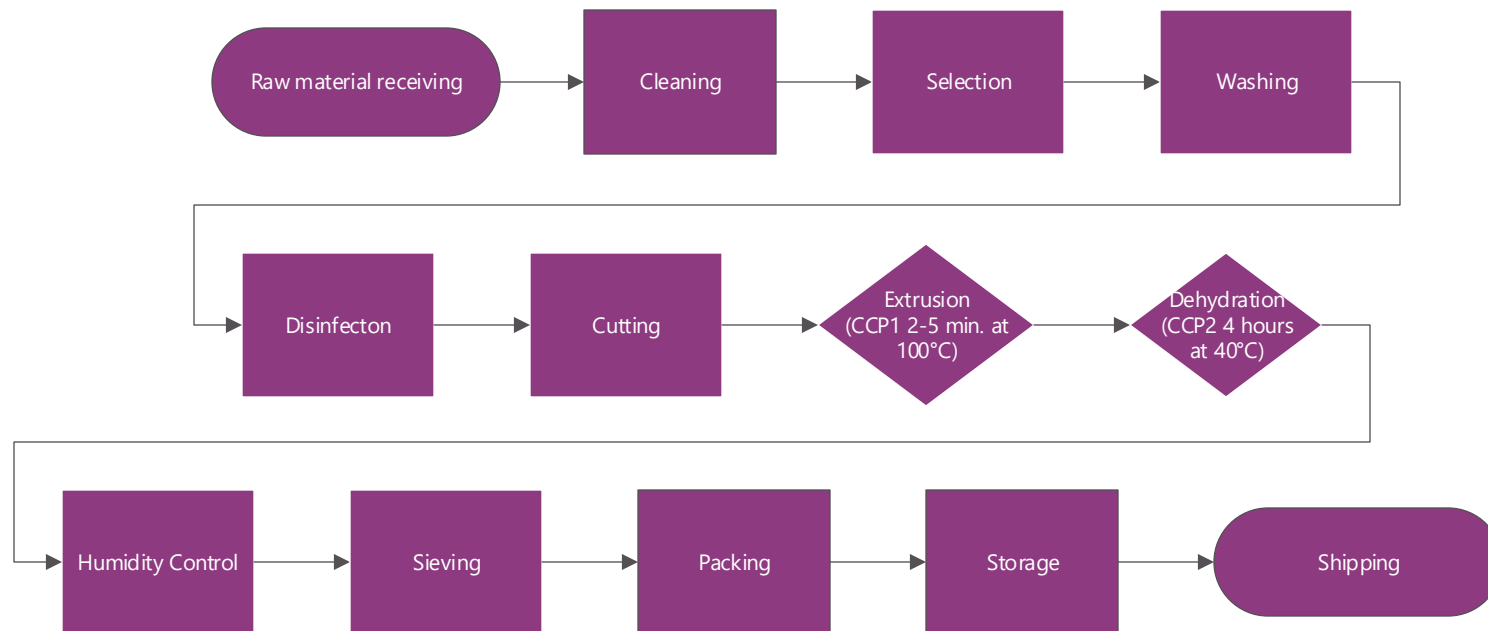 Raw material receiving
Cleaning
Selection
Washing
Disinfecton
Cutting
Extrusion
(CCP1 2-5 min. at
100°C)
Dehydration
(CCP2 4 hours
at 40°C)
Humidity Control
Sieving
Packing
Storage
Shipping